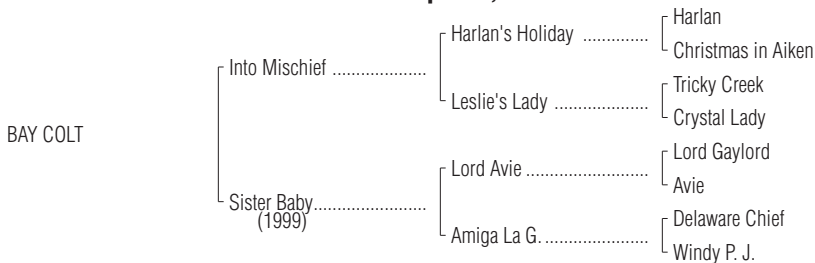 Harlan
Harlan's Holiday ..............
Christmas in Aiken
Into Mischief ....................
Tricky Creek
Leslie's Lady ....................
Crystal Lady
BAY COLT
Lord Gaylord
Lord Avie ..........................
Avie
Sister Baby........................
(1999)
Delaware Chief
Amiga La G. ......................
Windy P. J.